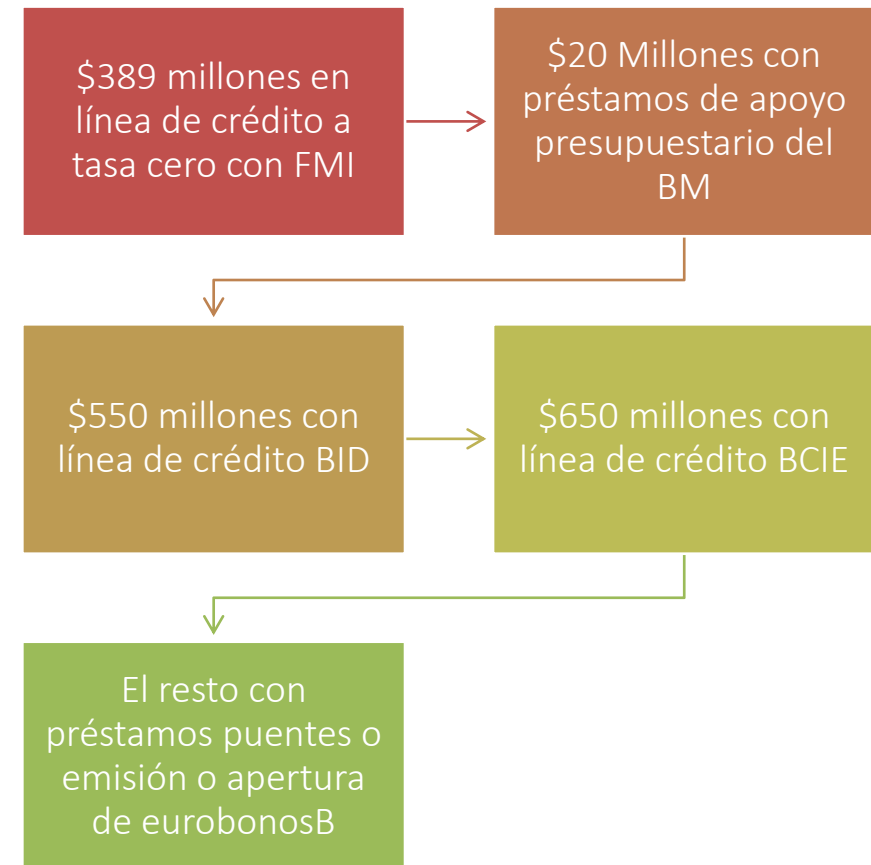 $389 millones en
línea de crédito a
tasa cero con FMI
$20 Millones con
préstamos de apoyo
presupuestario del
BM
$550 millones con
línea de crédito BID
$650 millones con
línea de crédito BCIE
El resto con
préstamos puentes o
emisión o apertura
de eurobonosB